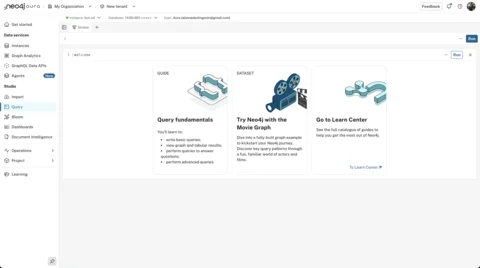 neo4j aura
My Organization
New tenant
Feedback
Get started
Data services
Instances
Graph Analytics
GraphQL Data APIs
Agents
Studio
Import
Query
Bloom
Dashboards
Document Intelligence
Operations
Project
Learning
Run
:welcome
Run
GUIDE
Query fundamentals
You'll learn to:
write basic queries.
view graph and tabular results.
perform queries to answer
questions.
perform advanced queries.
DATASET
Try Neo4j with the
Movie Graph
Dive into a fully-built graph example
to kickstart your Neo4j journey.
Discover key query patterns through
a fun, familiar world of actors and
films.
Go to Learn Center
See the full catalogue of guides to
help you get the most out of Neo4j.
To Learn Center